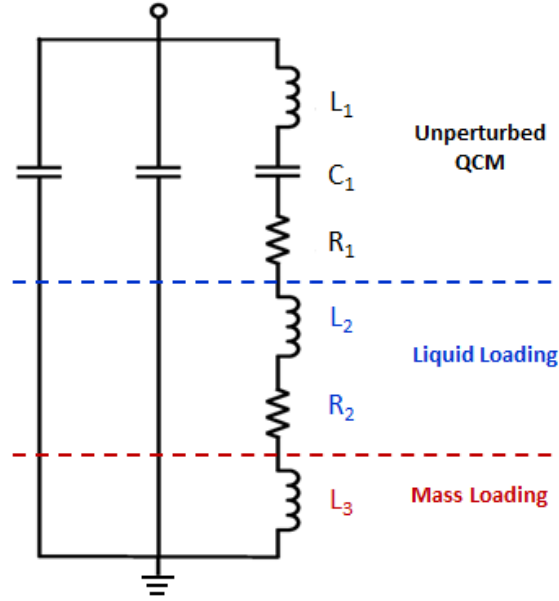 L1
Unperturbed
QCM
C1
R1
L2
Liquid Loading
R2
Mass Loading
L3